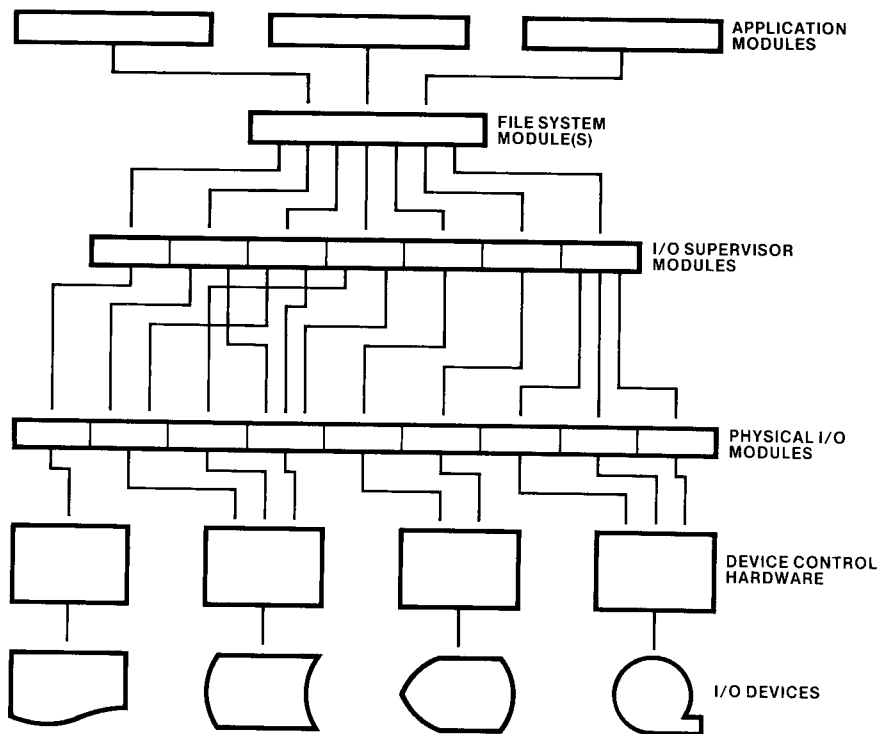 APPLICATION
MODULES
FILE SYSTEM
MODULE(S)
I/O SUPERVISOR
MODULES
PHYSICAL I/O
MODULES
DEVICE CONTROL
HARDWARE
I/O DEVICES